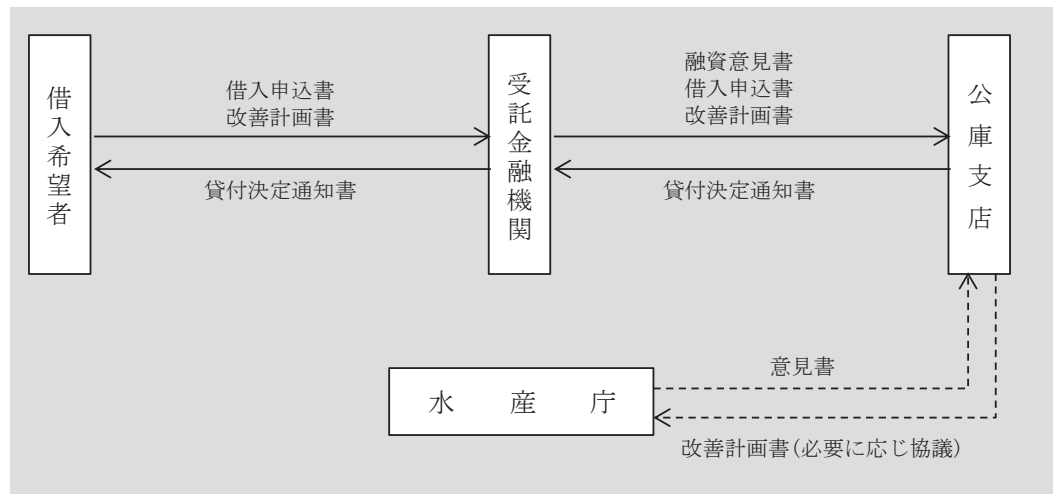 借入希望者
借入申込書
改善計画書
貸付決定通知書
受託金融機関
融資意見書
借入申込書
改善計画書
貸付決定通知書
公庫支店
水産庁
意見書
改善計画書(必要に応じ協議)